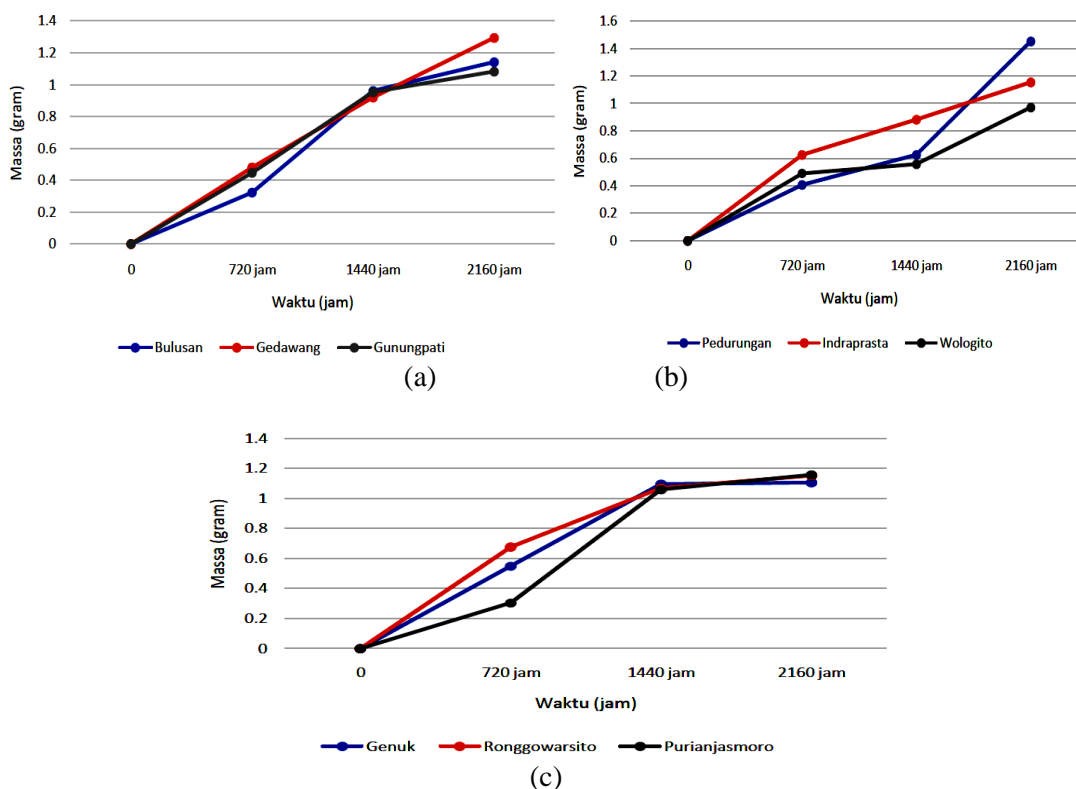 1.4
1.2
1
0.8
0.6
0.4
0.2
0
Massa (gram)
0 720 jam 1440 jam 2160 jam
Waktu (jam)
Bulusan Gedawang Gunungpati
(a)
1.6
1.4
1.2
1
0.8
0.6
0.4
0.2
0
Massa (gram)
0 720 jam 1440 jam 2160 jam
Waktu (jam)
Pedurungan Indraprasta Wologito
(b)
1.4
1.2
1
0.8
0.6
0.4
0.2
0
Massa (gram)
0 720 jam 1440 jam 2160 jam
Waktu (jam)
Genuk Ronggowarsito Purianjasmoro
(c)